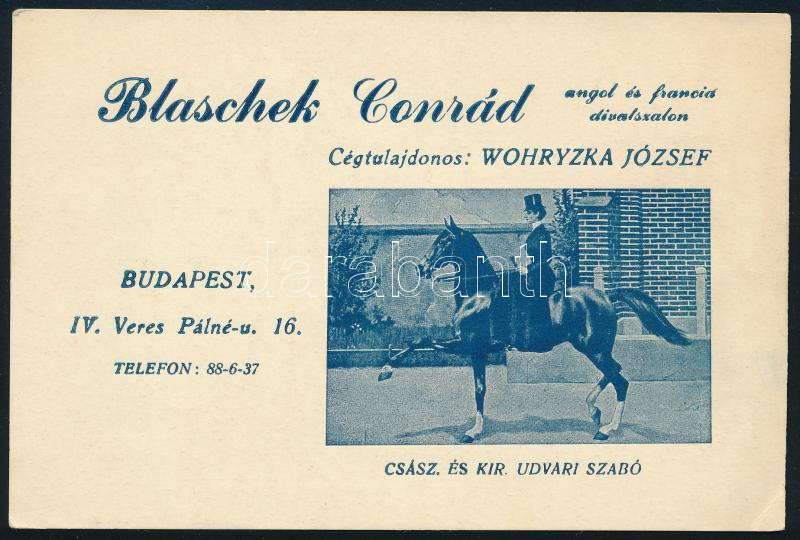 Blaschek Conrád angol és francia
divatszalon
Cégtulajdonos: WOHRYZKA JÓZSEF
BUDAPEST,
IV. Veres Pálné-u. 16.
TELEFON: 88-6-37
darabanth
CSÁSZ. ÉS KIR. UDVARI SZABÓ